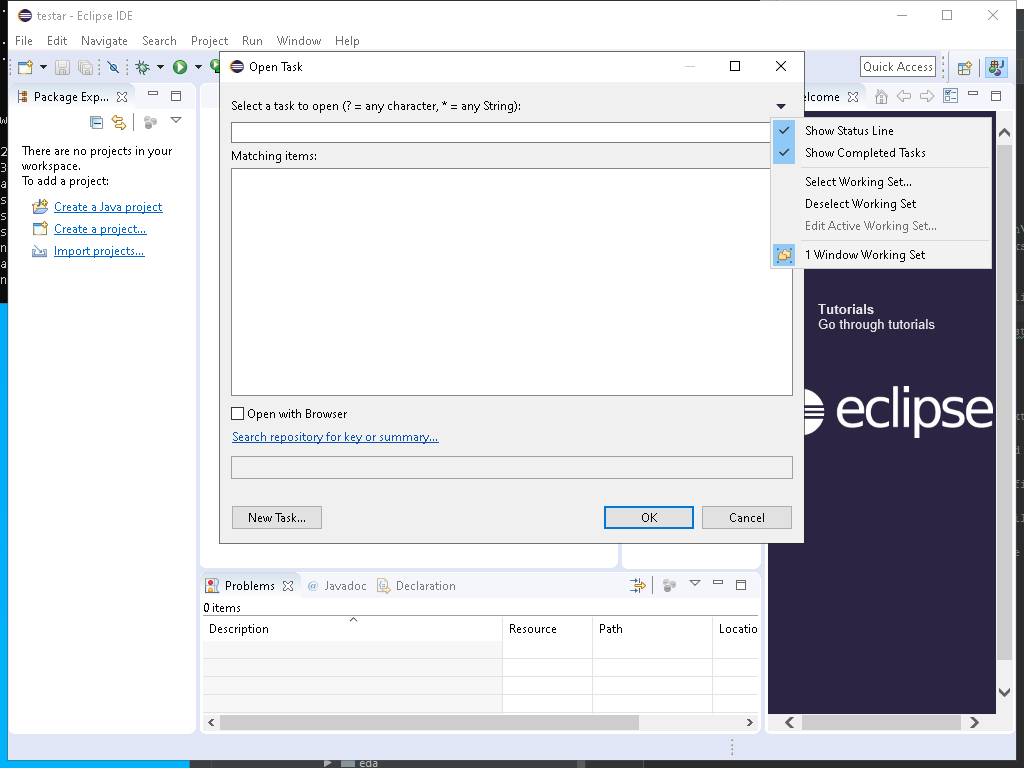 testar - Eclipse IDE
File Edit Navigate Search Project Run Window Help
Quick Access
Package Exp...
elcome
There are no projects in your
workspace.
To add a project:
Create a Java project
Create a project...
Import projects...
Open Task
Select a task to open (? = any character, * = any String):
Matching items:
Open with Browser
Search repository for key or summary...
New Task...
OK
Cancel
Show Status Line
Show Completed Tasks
Select Working Set...
Deselect Working Set
Edit Active Working Set...
1 Window Working Set
Tutorials
Go through tutorials
eclipse
Problems
@ Javadoc
Declaration
0 items
Description Resource Path Locatio
eda